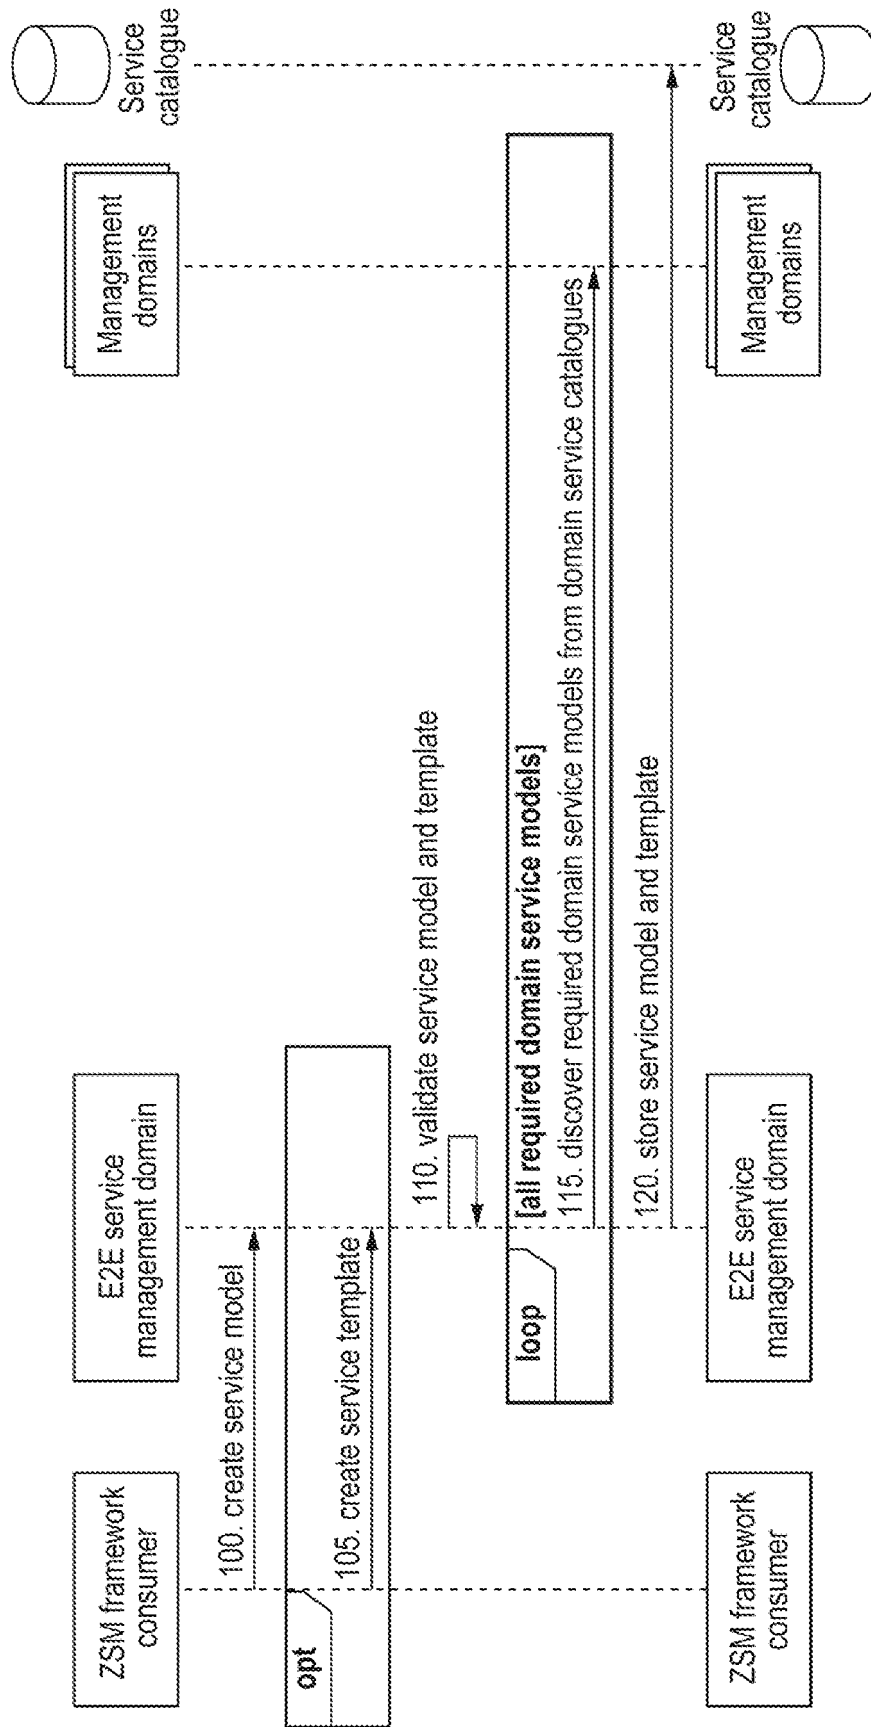 ZSM framework
consumer
E2E service
management domain
Management
domains
Service
catalogue
100. create service model
opt
105. create service template
110. validate service model and template
loop
[all required domain service models]
115. discover required domain service models from domain service catalogues
120. store service model and template
ZSM framework
consumer
E2E service
management domain
Management
domains
Service
catalogue